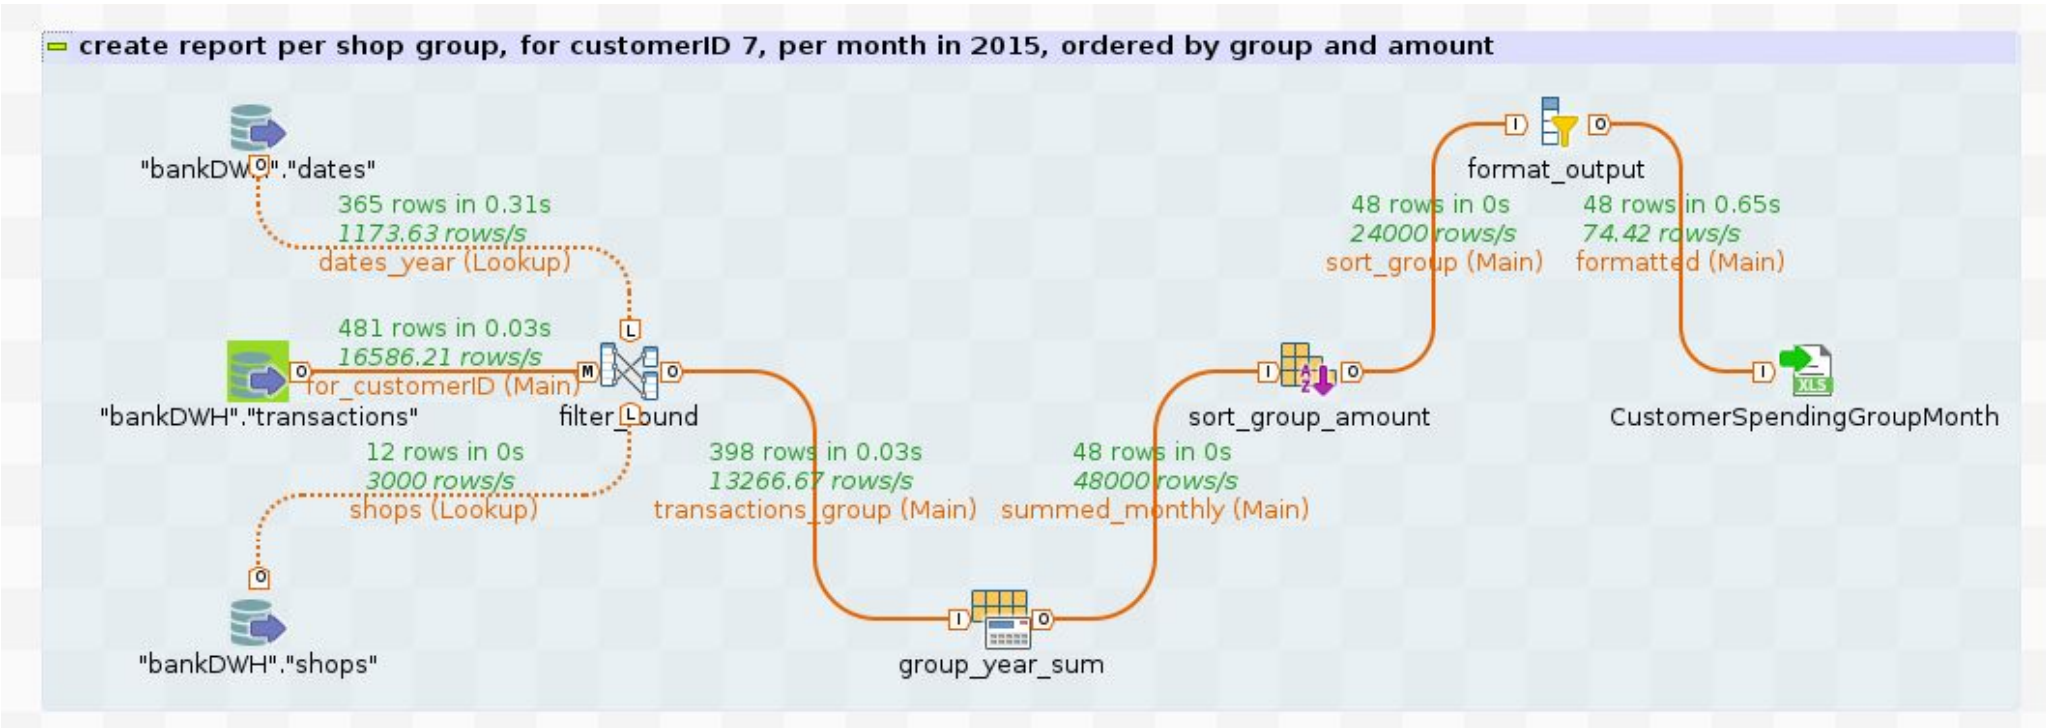 create report per shop group, for customerID 7, per month in 2015, ordered by group and amount
O
"bankDW "."dates"
365 rows in 0.31s
1173.63 rows/s
dates_year (Lookup)
L
O
"bankDWH"."transactions"
481 rows in 0.03s
16586.21 rows/s
for_customerID (Main)
M
O
filter_ ound
L
12 rows in 0s
3000 rows/s
shops (Lookup)
O
"bankDWH"."shops"
398 rows in 0.03s
13266.67 rows/s
transactions_group (Main)
I
O
group_year_sum
48 rows in 0s
48000 rows/s
summed_monthly (Main)
I
A
Z
O
sort_group_amount
48 rows in 0s
24000 rows/s
sort_group (Main)
I
O
format_output
48 rows in 0.65s
74.42 rows/s
formatted (Main)
I
XLS
CustomerSpendingGroupMonth